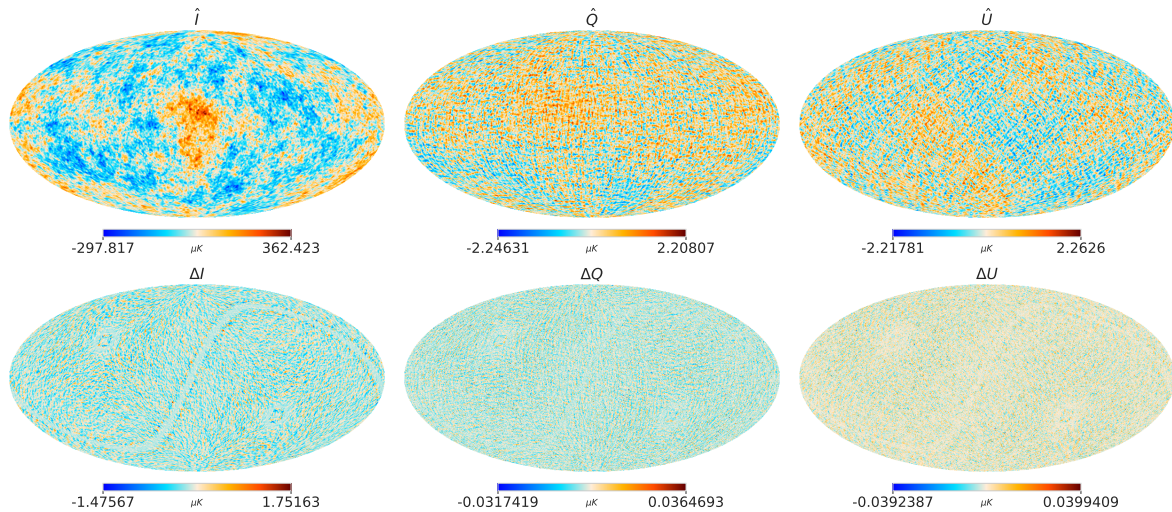 Î Q̂ Û
-297.817 μK 362.423 -2.24631 μK 2.20807 -2.21781 μK 2.2626
ΔI ΔQ ΔU
-1.47567 μK 1.75163 -0.0317419 μK 0.0364693 -0.0392387 μK 0.0399409